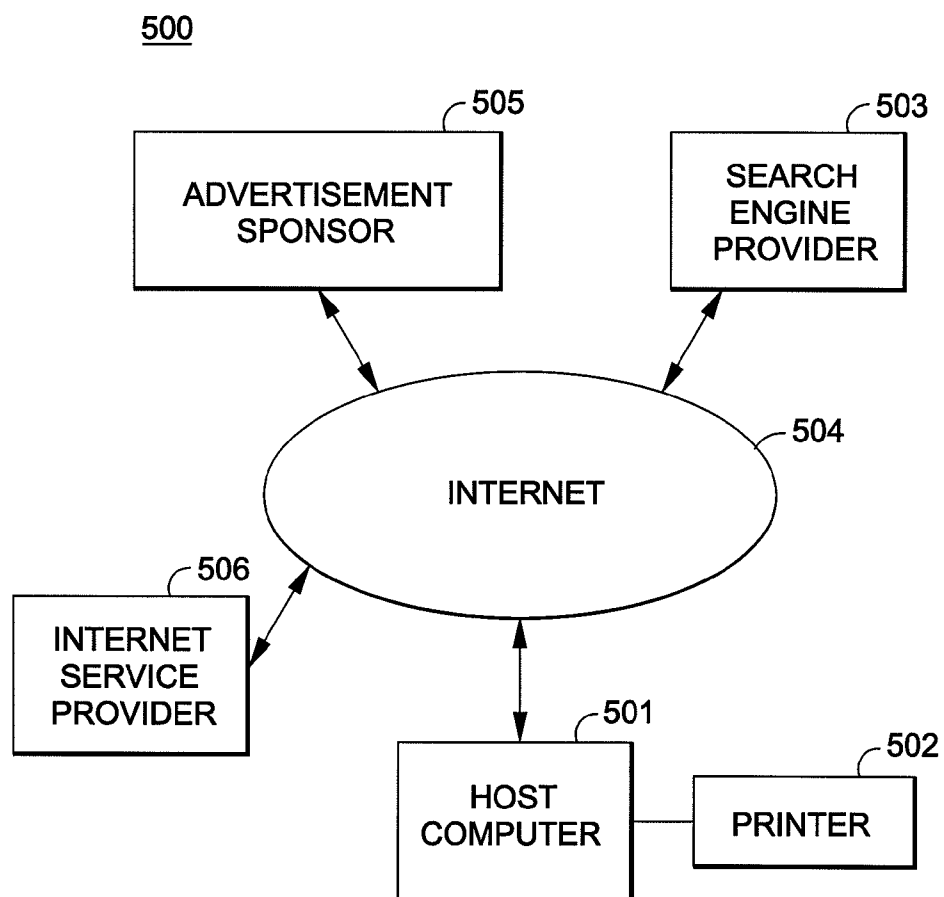 500
505
ADVERTISEMENT
SPONSOR
503
SEARCH
ENGINE
PROVIDER
504
INTERNET
506
INTERNET
SERVICE
PROVIDER
501
HOST
COMPUTER
502
PRINTER